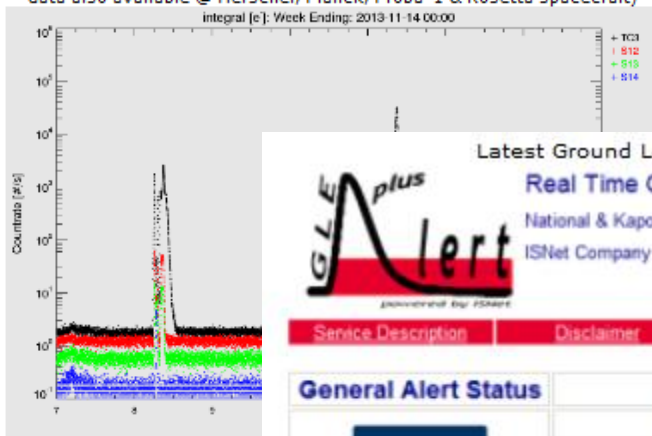 data also available @ Herschel, Planck, Proba-1 & Rosetta spacecraft)
integral [e-]: Week Ending: 2013-11-14 00:00
+ TC3
+ S12
+ S13
+ S14
Countrate [#/s]
10⁶
10⁵
10⁴
10³
10²
10¹
10⁰
10⁻¹
7
8
9
Latest Ground L
GLE
plus
Alert
powered by ISNet
Real Time
National & Kapo
ISNet Company
Service Description
Disclaimer
General Alert Status